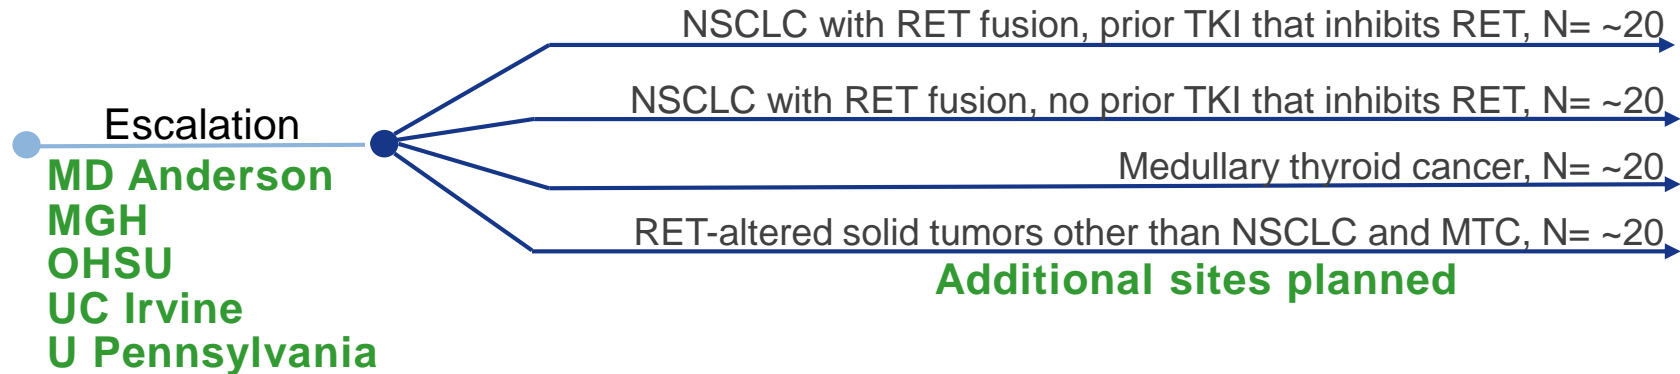 Escalation
MD Anderson
MGH
OHSU
UC Irvine
U Pennsylvania
NSCLC with RET fusion, prior TKI that inhibits RET, N= ~20
NSCLC with RET fusion, no prior TKI that inhibits RET, N= ~20
Medullary thyroid cancer, N= ~20
RET-altered solid tumors other than NSCLC and MTC, N= ~20
Additional sites planned